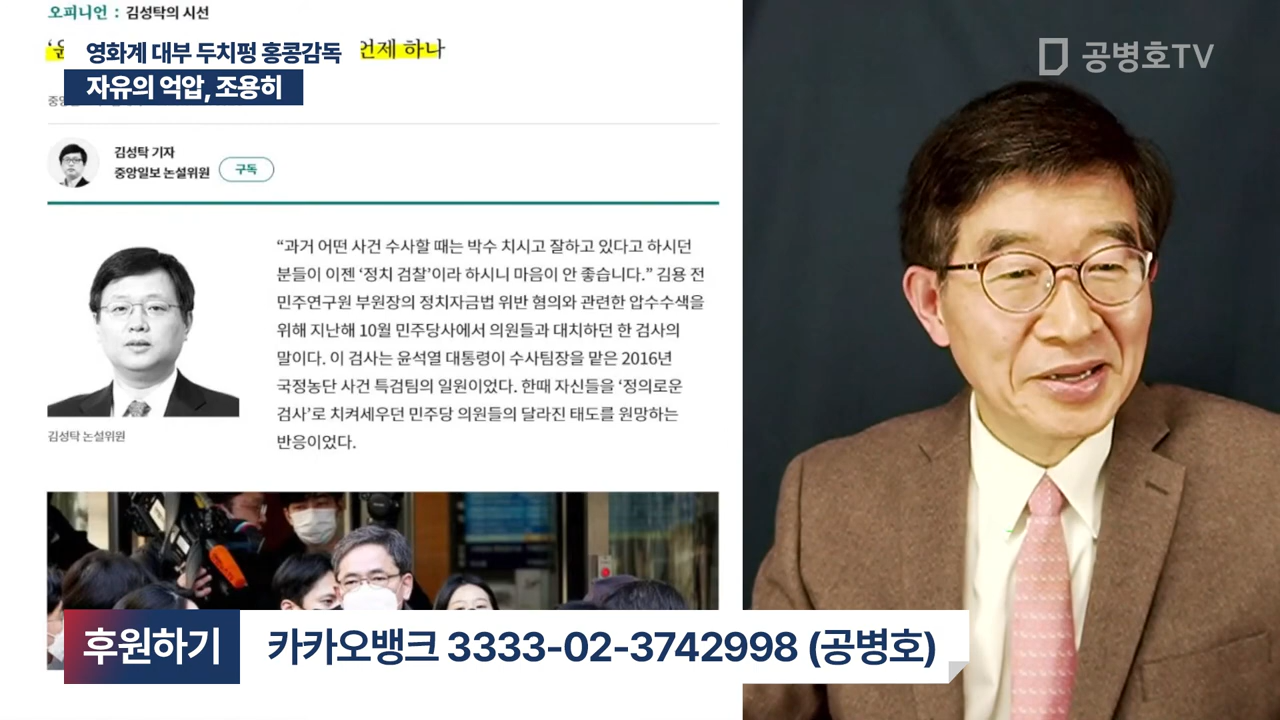 오피니언 : 김성탁의 시선
언제 하나
영화계 대부 두치펑 홍콩감독
자유의 억압, 조용히
공병호TV
김성탁 기자
중앙일보 논설위원
구독
“과거 어떤 사건 수사할 때는 박수 치시고 잘하고 있다고 하시던
분들이 이젠 ‘정치 검찰’이라 하시니 마음이 안 좋습니다.” 김용 전
민주연구원 부원장의 정치자금법 위반 혐의와 관련한 압수수색을
위해 지난해 10월 민주당사에서 의원들과 대치하던 한 검사의
말이다. 이 검사는 윤석열 대통령이 수사팀장을 맡은 2016년
국정농단 사건 특검팀의 일원이었다. 한때 자신들을 ‘정의로운
검사’로 치켜세우던 민주당 의원들의 달라진 태도를 원망하는
반응이었다.
김성탁 논설위원
후원하기
카카오뱅크 3333-02-3742998 (공병호)